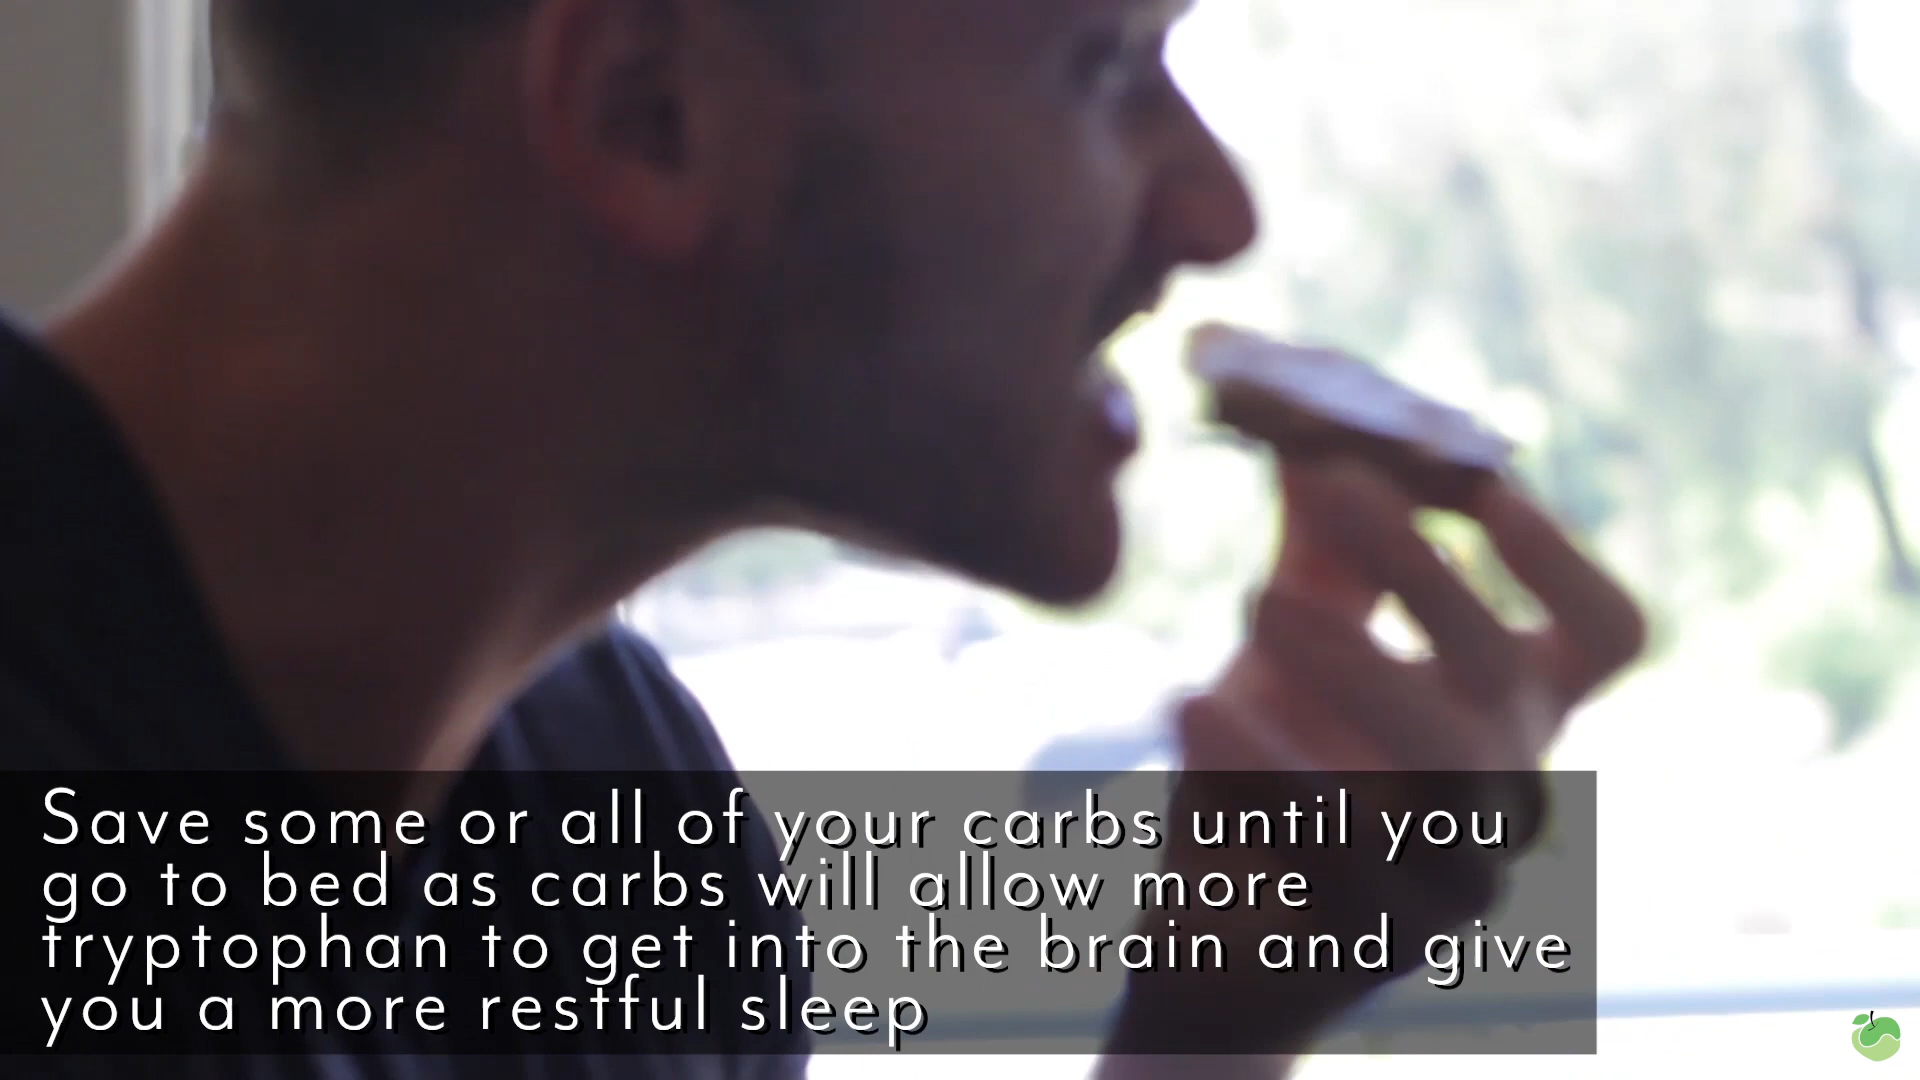 Save some or all of your carbs until you
go to bed as carbs will allow more
tryptophan to get into the brain and give
you a more restful sleep